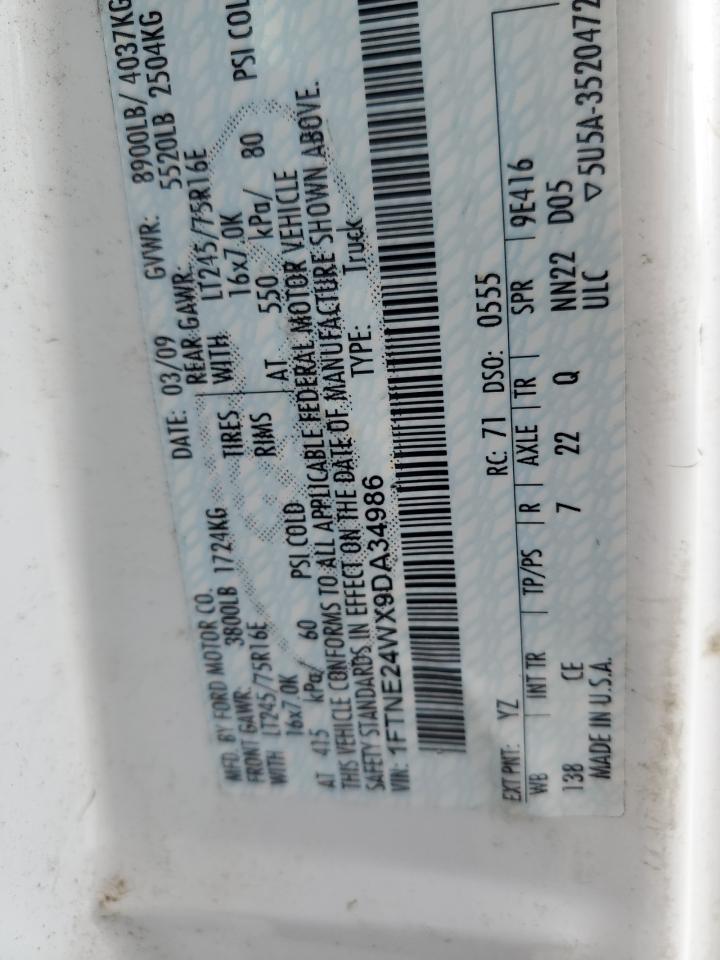 MFD. BY FORD MOTOR CO. DATE: 03/09 GVWR: 8900LB/ 4037KG
FRONT GAWR: 3800LB 1724KG REAR GAWR: 5520LB 2504KG
WITH LT245/75R16E TIRES WITH LT245/75R16E
16x7.0K RIMS 16x7.0K
AT 415 kPa/ 60 PSI COLD AT 550 kPa/ 80 PSI COL
THIS VEHICLE CONFORMS TO ALL APPLICABLE FEDERAL MOTOR VEHICLE
SAFETY STANDARDS IN EFFECT ON THE DATE OF MANUFACTURE SHOWN ABOVE.
VIN: 1FTNE24WX9DA34986 TYPE: Truck
EXT PNT: YZ RC: 71 DSO: 0555
WB INT TR TP/PS R AXLE TR SPR 9E416
138 CE 7 22 Q NN22 D05
MADE IN U.S.A. ULC ▽5U5A-3520472